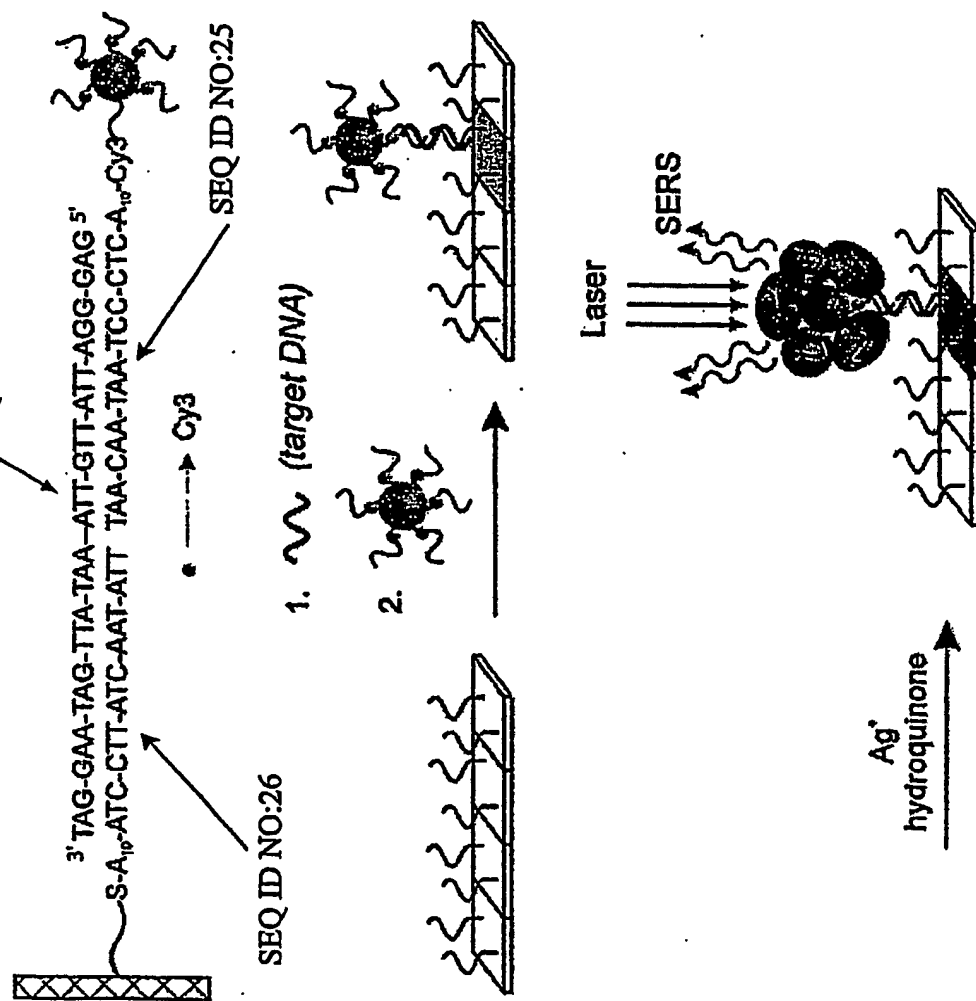 3' TAG-GAA-TAG-TTA-TAA-ATT-GTT-ATT-AGG-GAG 5'
S-A10-ATC-CTT-ATC-AAT-ATT TAA-CAA-TAA-TCC-CTC-A10-Cy3
SEQ ID NO:26
SEQ ID NO:25
Cy3
1. (target DNA)
2.
Laser
SERS
Ag+
hydroquinone